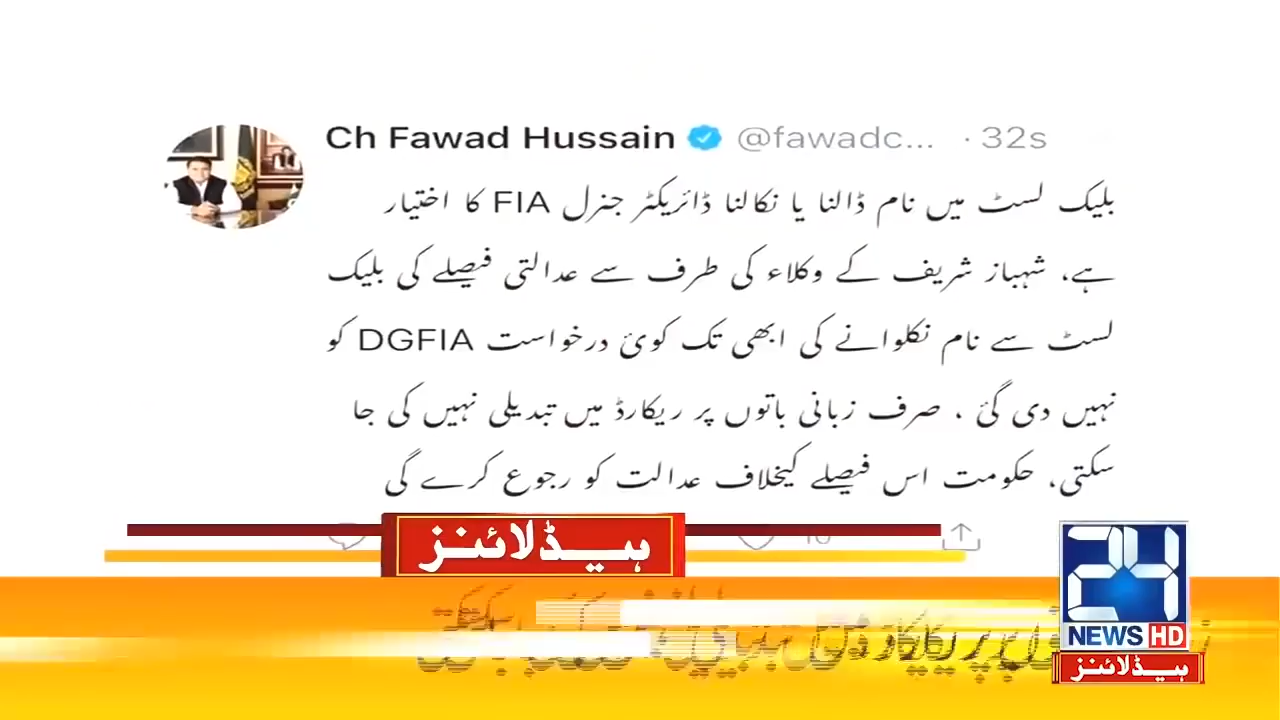 Ch Fawad Hussain @fawadc... · 32s
بلیک لسٹ میں نام ڈالنا یا نکالنا ڈائریکٹر جنرل FIA کا اختیار
ہے، شہباز شریف کے وکلاء کی طرف سے عدالتی فیصلے کی بلیک
لسٹ سے نام نکلوانے کی ابھی تک کوئ درخواست DGFIA کو
نہیں دی گئ ، صرف زبانی باتوں پر ریکارڈ میں تبدیلی نہیں کی جا
سکتی، حکومت اس فیصلے کیخلاف عدالت کو رجوع کرے گی
ہیڈلائنز
24
NEWS HD
ہیڈلائنز